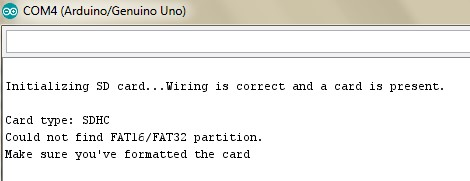 COM4 (Arduino/Genuino Uno)
Initializing SD card...Wiring is correct and a card is present.
Card type: SDHC
Could not find FAT16/FAT32 partition.
Make sure you've formatted the card